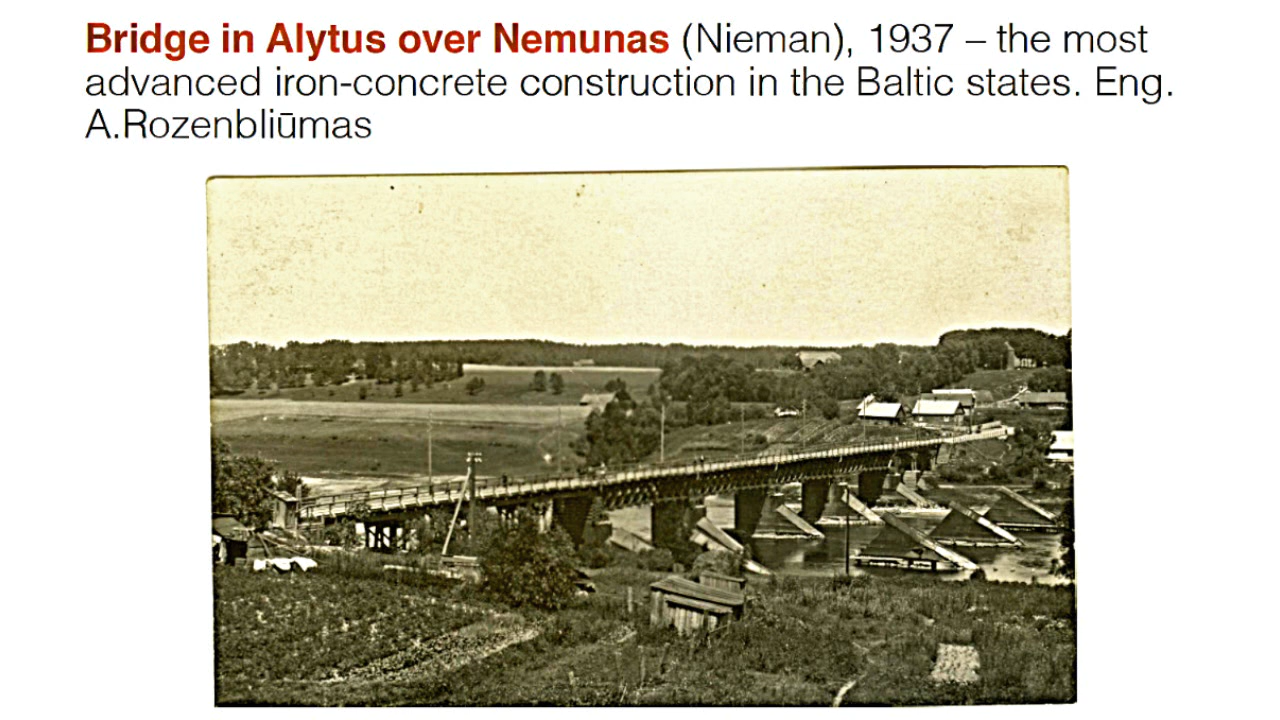 Bridge in Alytus over Nemunas (Nieman), 1937 – the most
advanced iron-concrete construction in the Baltic states. Eng.
A.Rozenbliūmas